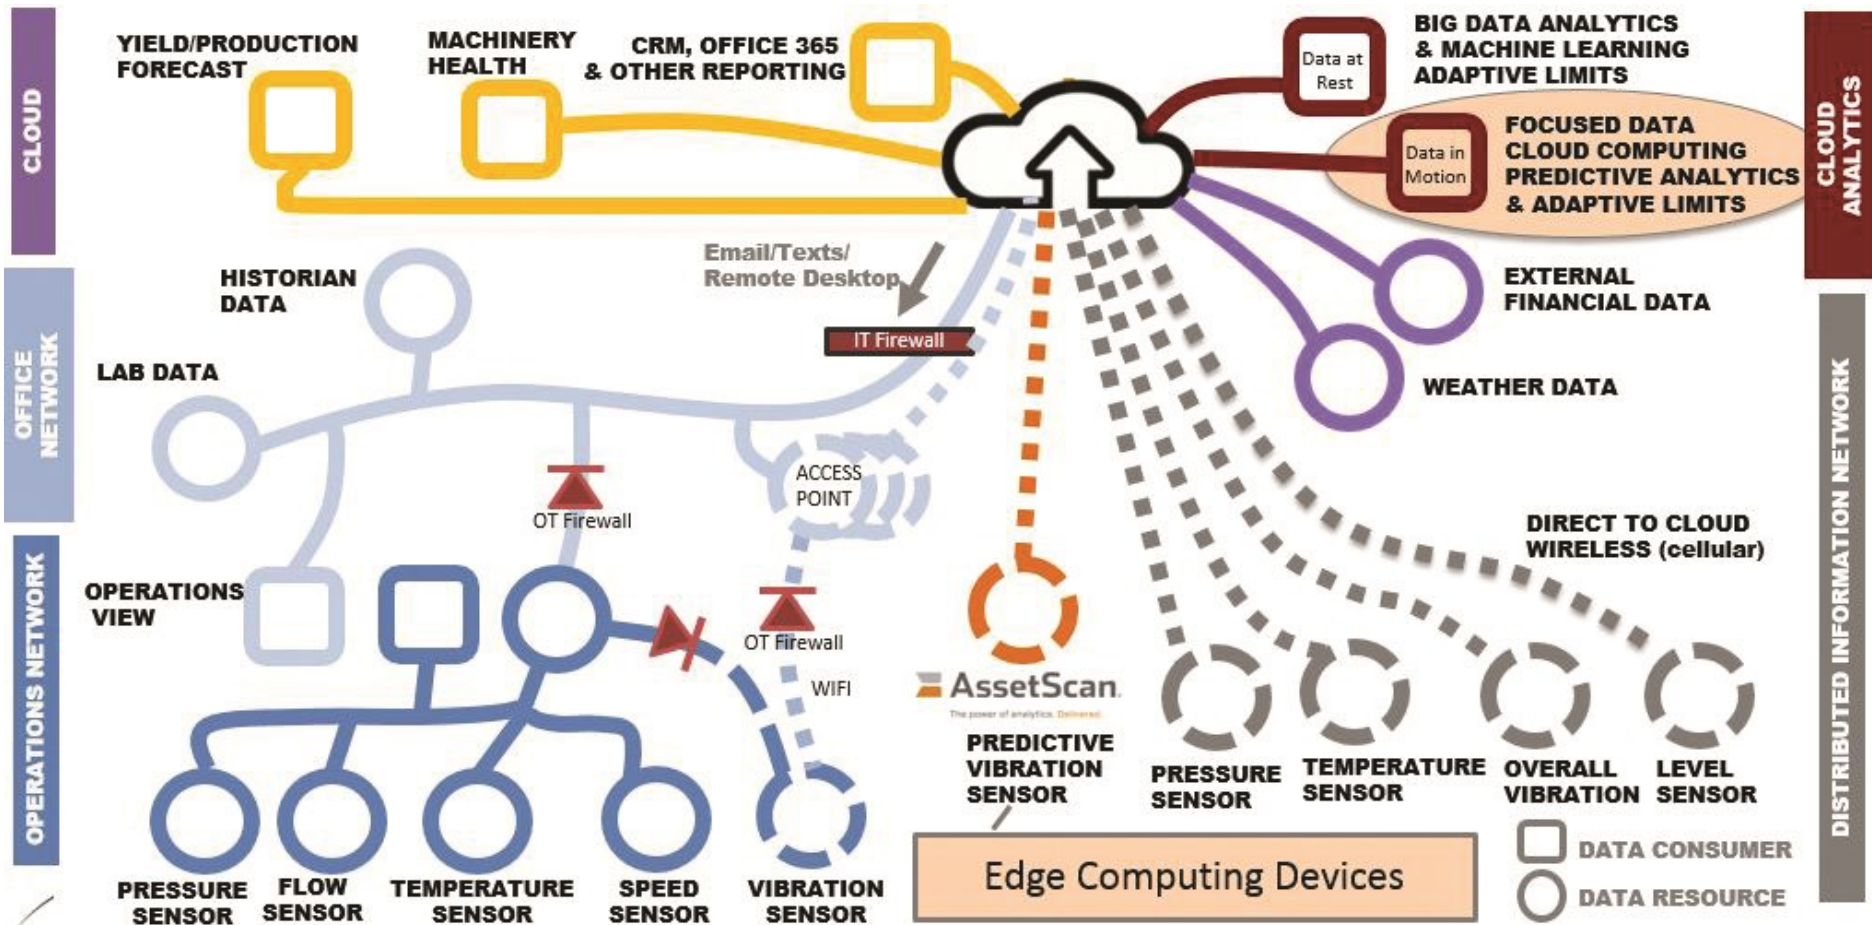 CLOUD
YIELD/PRODUCTION
FORECAST
MACHINERY
HEALTH
CRM, OFFICE 365
& OTHER REPORTING
Data at
Rest
BIG DATA ANALYTICS
& MACHINE LEARNING
ADAPTIVE LIMITS
Data in
Motion
FOCUSED DATA
CLOUD COMPUTING
PREDICTIVE ANALYTICS
& ADAPTIVE LIMITS
CLOUD
ANALYTICS
OFFICE
NETWORK
HISTORIAN
DATA
LAB DATA
Email/Texts/
Remote Desktop
IT Firewall
EXTERNAL
FINANCIAL DATA
WEATHER DATA
ACCESS
POINT
OT Firewall
DIRECT TO CLOUD
WIRELESS (cellular)
DISTRIBUTED INFORMATION NETWORK
OPERATIONS NETWORK
OPERATIONS
VIEW
OT Firewall
WIFI
AssetScan.
The power of analytics. Delivered.
PREDICTIVE
VIBRATION
SENSOR
PRESSURE
SENSOR
TEMPERATURE
SENSOR
OVERALL
VIBRATION
LEVEL
SENSOR
PRESSURE
SENSOR
FLOW
SENSOR
TEMPERATURE
SENSOR
SPEED
SENSOR
VIBRATION
SENSOR
Edge Computing Devices
DATA CONSUMER
DATA RESOURCE